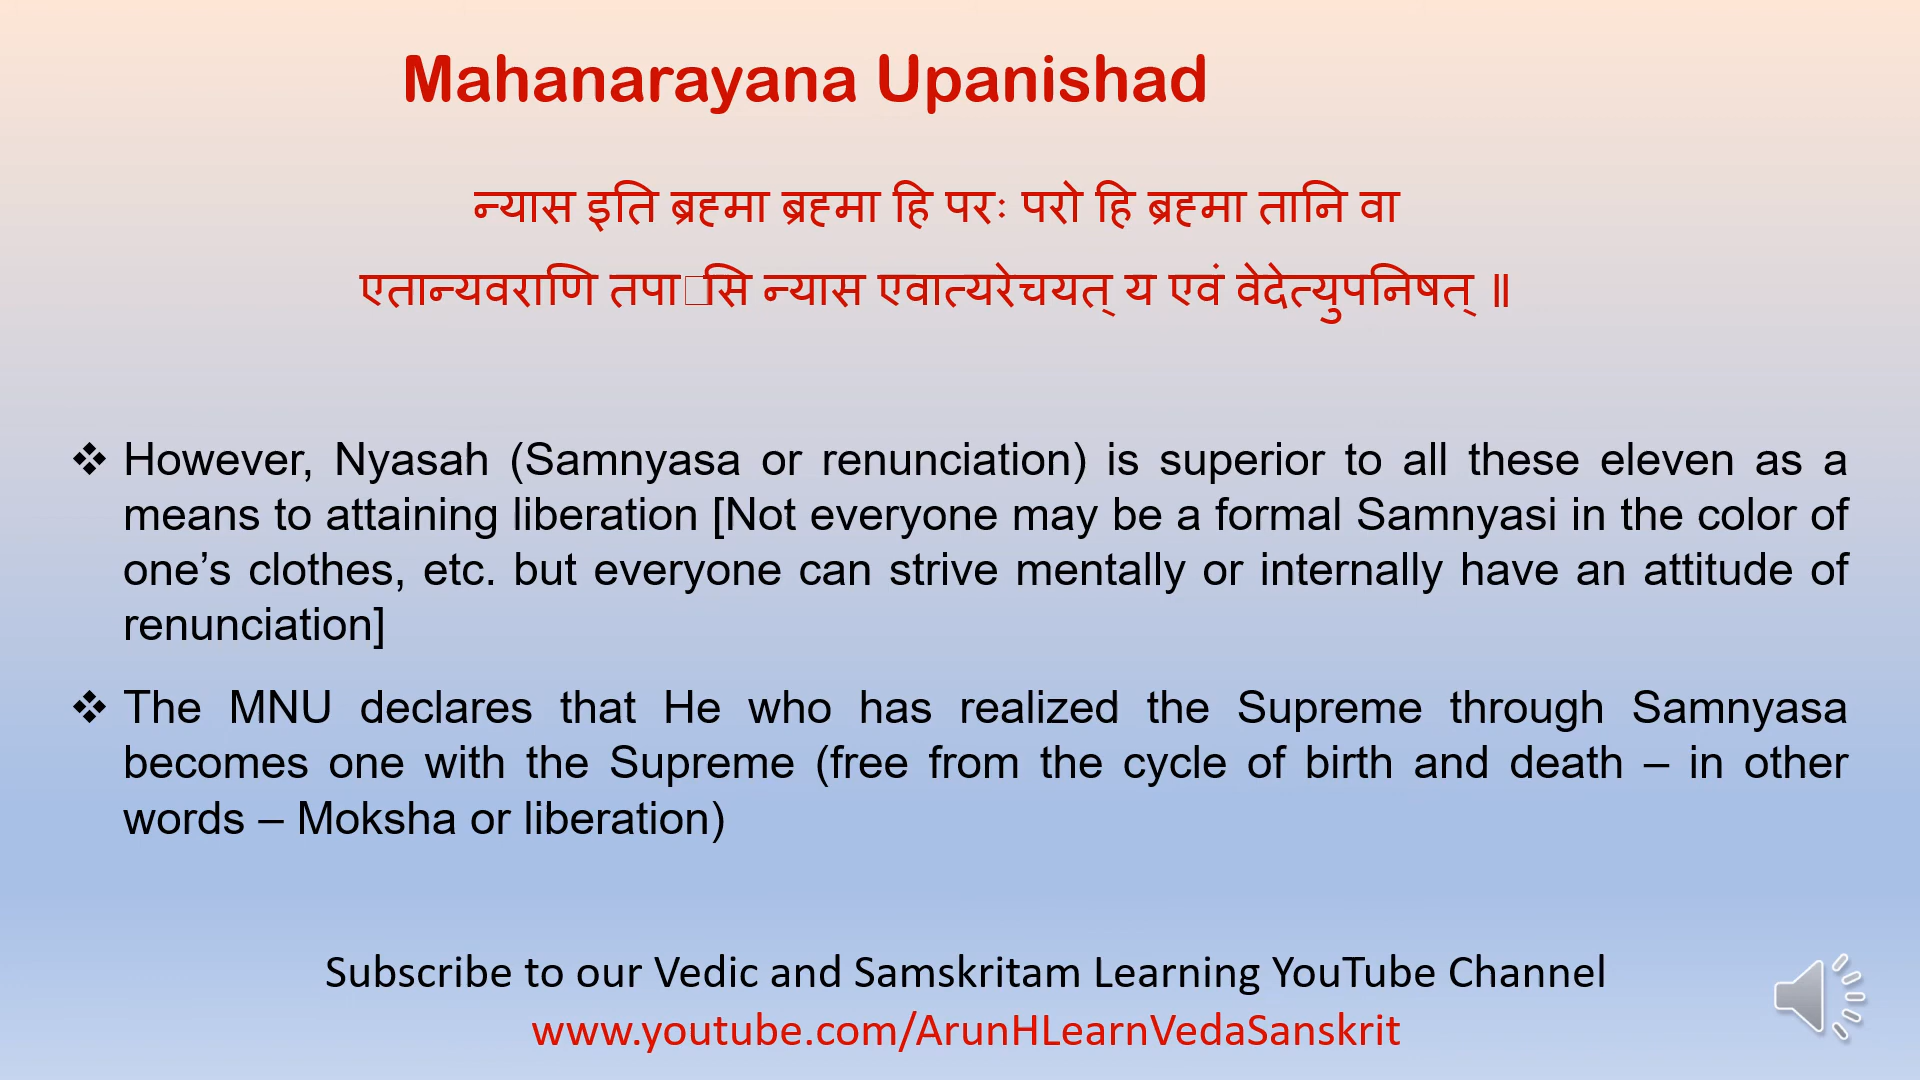 Mahanarayana Upanishad
न्यास इति ब्रह्मा ब्रह्मा हि परः परो हि ब्रह्मा तानि वा
एतान्यवराणि न्यास एवात्यरेचयत् य एवं वेदेत्युपनिषत् ॥
❖ However, Nyasah (Samnyasa or renunciation) is superior to all these eleven as a
means to attaining liberation [Not everyone may be a formal Samnyasi in the color of
one’s clothes, etc. but everyone can strive mentally or internally have an attitude of
renunciation]
❖ The MNU declares that He who has realized the Supreme through Samnyasa
becomes one with the Supreme (free from the cycle of birth and death – in other
words – Moksha or liberation)
Subscribe to our Vedic and Samskritam Learning YouTube Channel
www.youtube.com/ArunHLearnVedaSanskrit